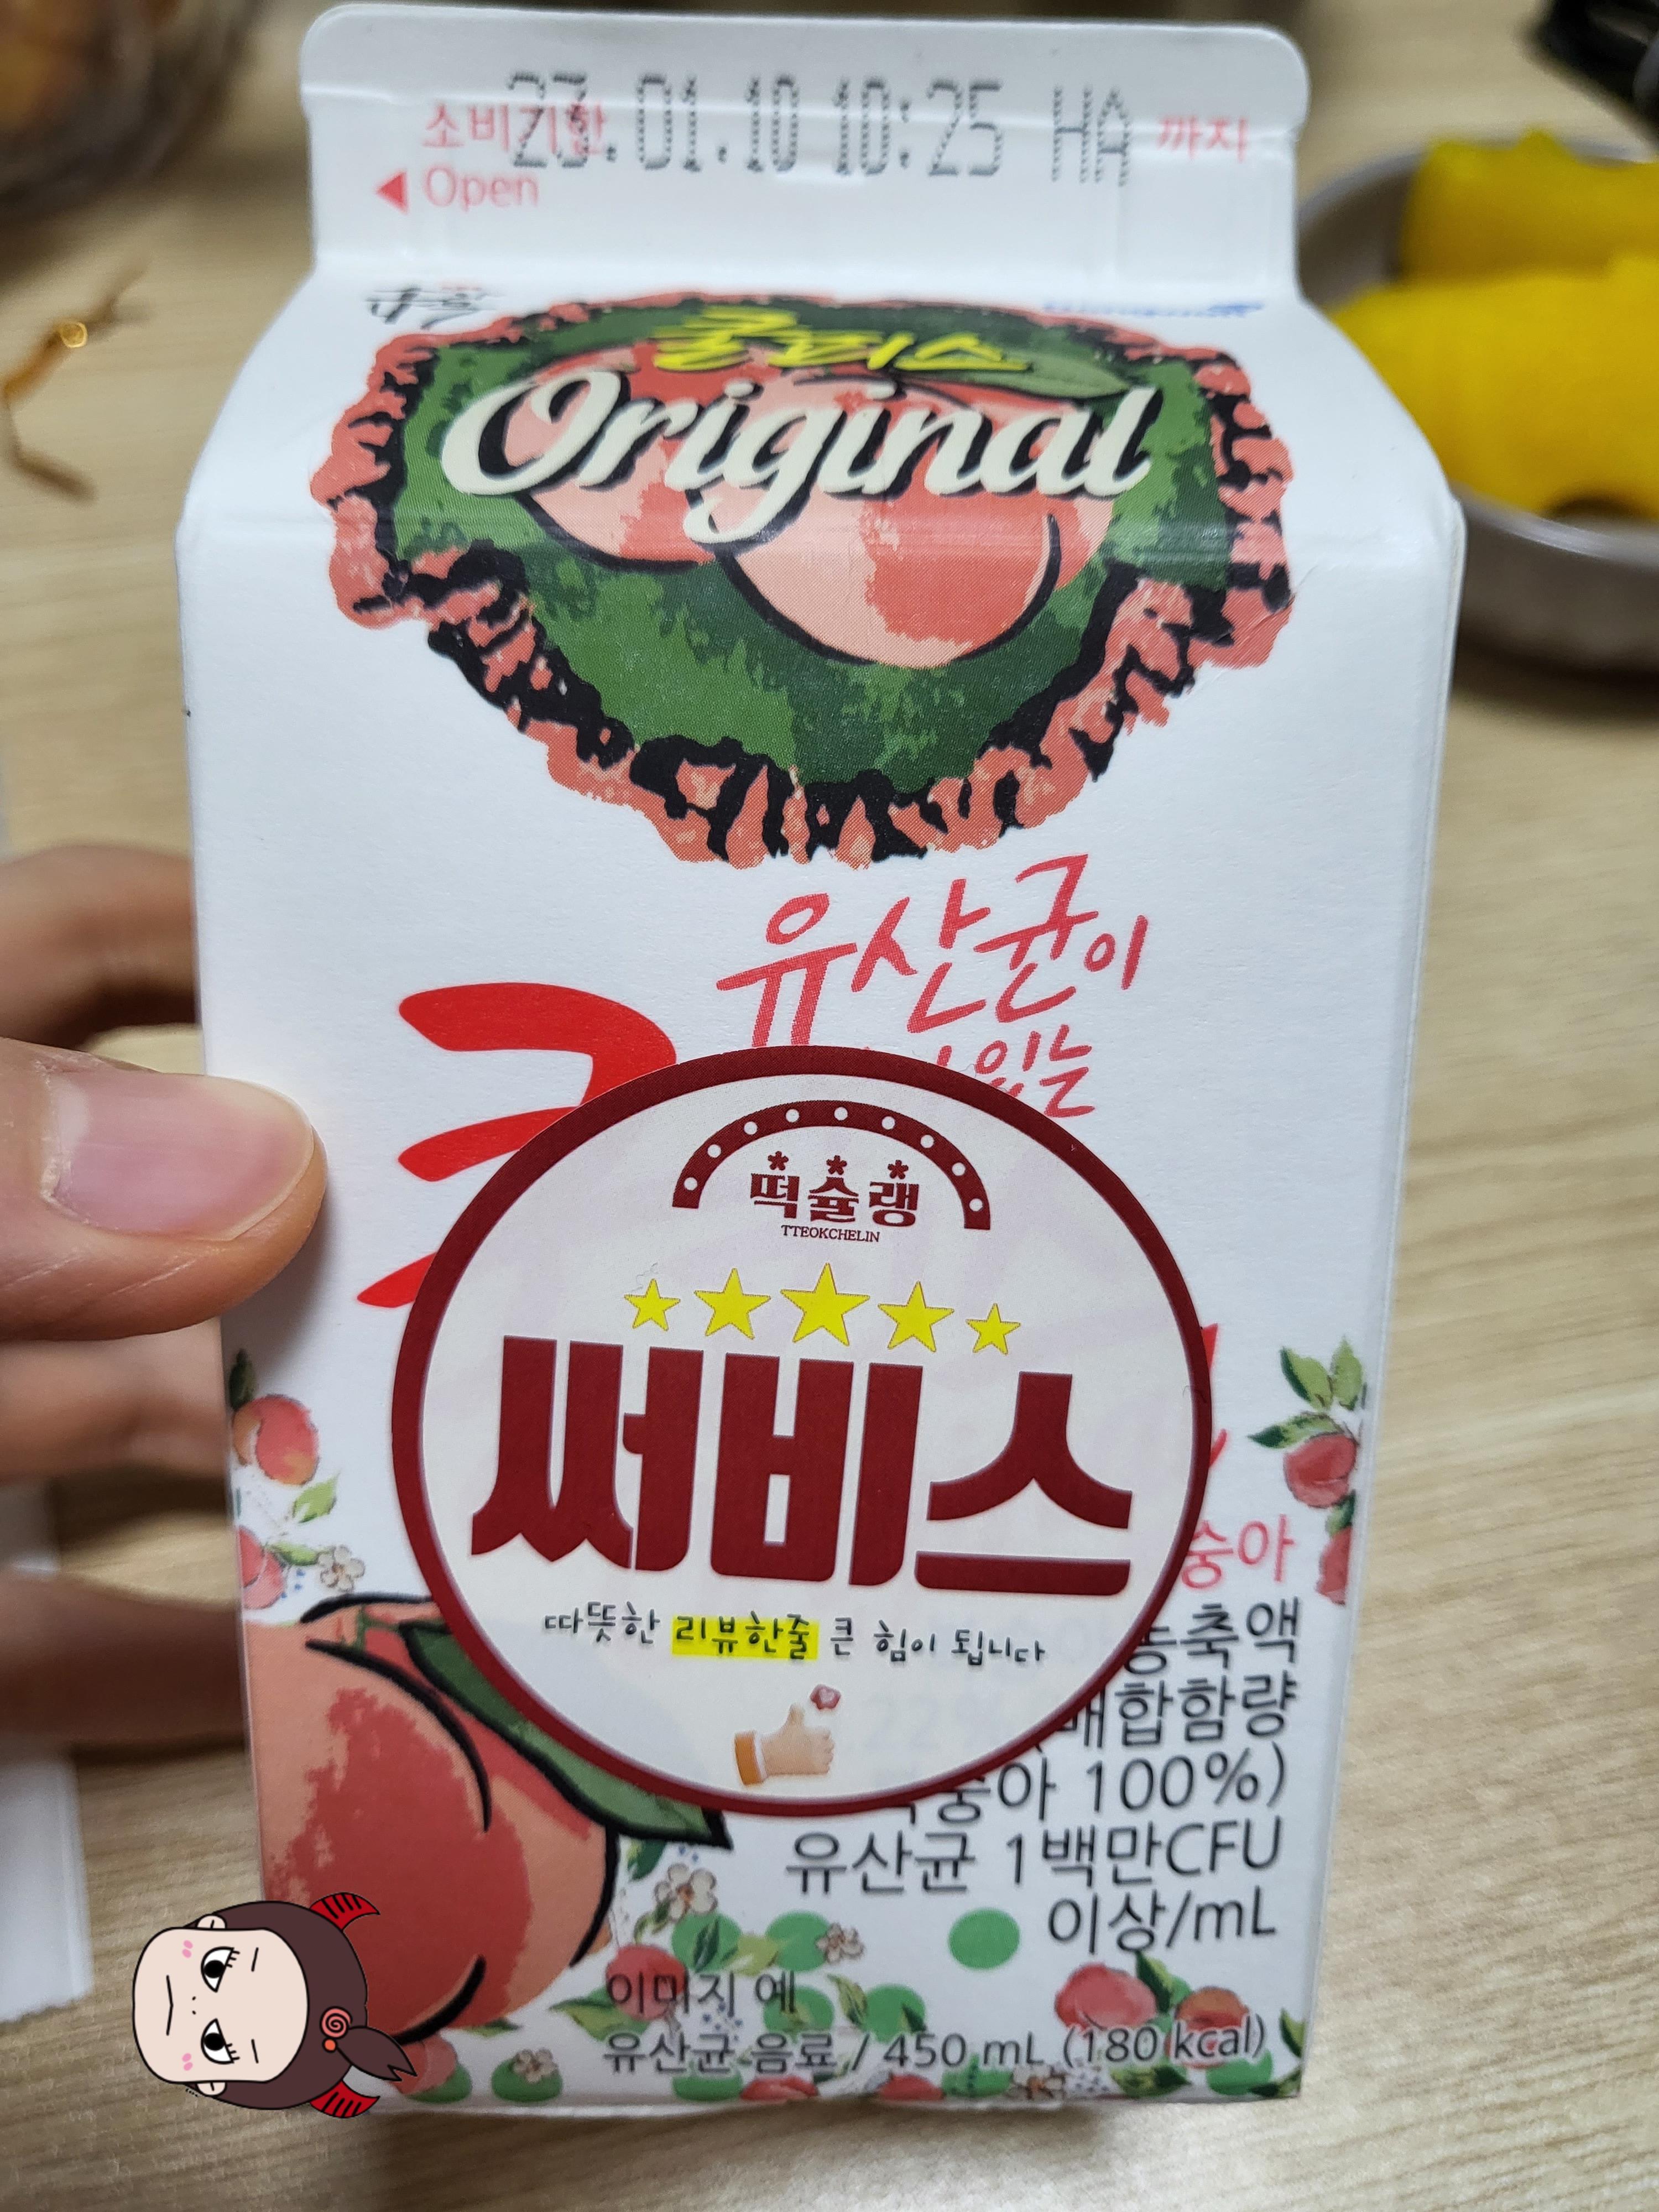 소비기한 23.01.10 10:25 HA 까지
Open
쿨피스
Original
유산균이
있는
떡슐랭
TTEOKCHELIN
써비스
따뜻한 리뷰한줄 큰 힘이 됩니다
숭아
농축액
배합함량
100%)
유산균 1백만CFU
이상/mL
이미지 예
유산균 음료 / 450 mL (180 kcal)